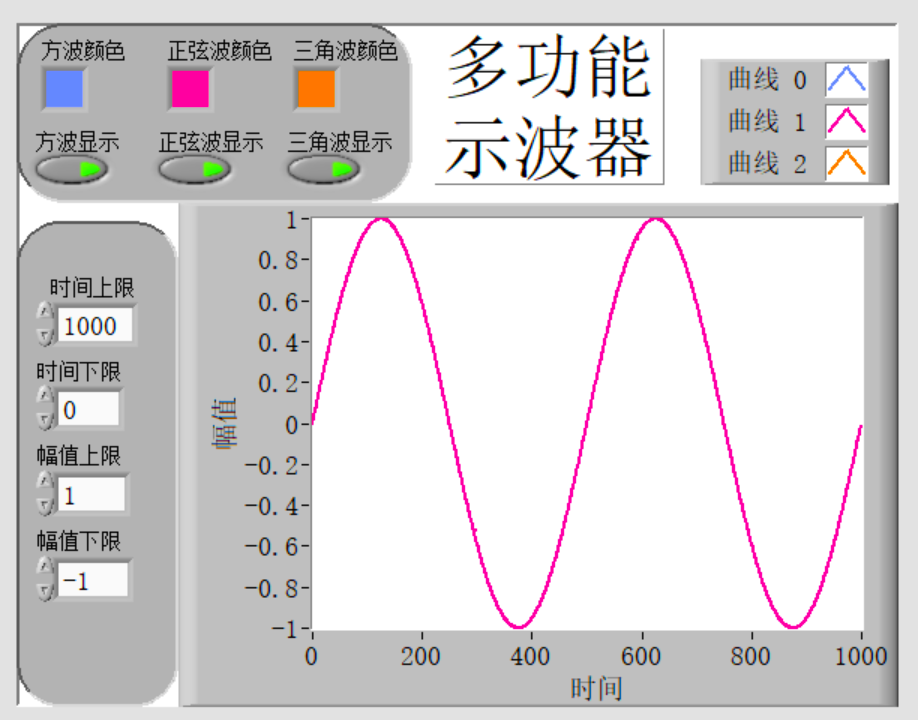 方波颜色 正弦波颜色 三角波颜色
方波显示 正弦波显示 三角波显示
多功能
示波器
曲线 0
曲线 1
曲线 2
时间上限
1000
时间下限
0
幅值上限
1
幅值下限
-1
幅值
1
0.8
0.6
0.4
0.2
0
-0.2
-0.4
-0.6
-0.8
-1
0 200 400 600 800 1000
时间